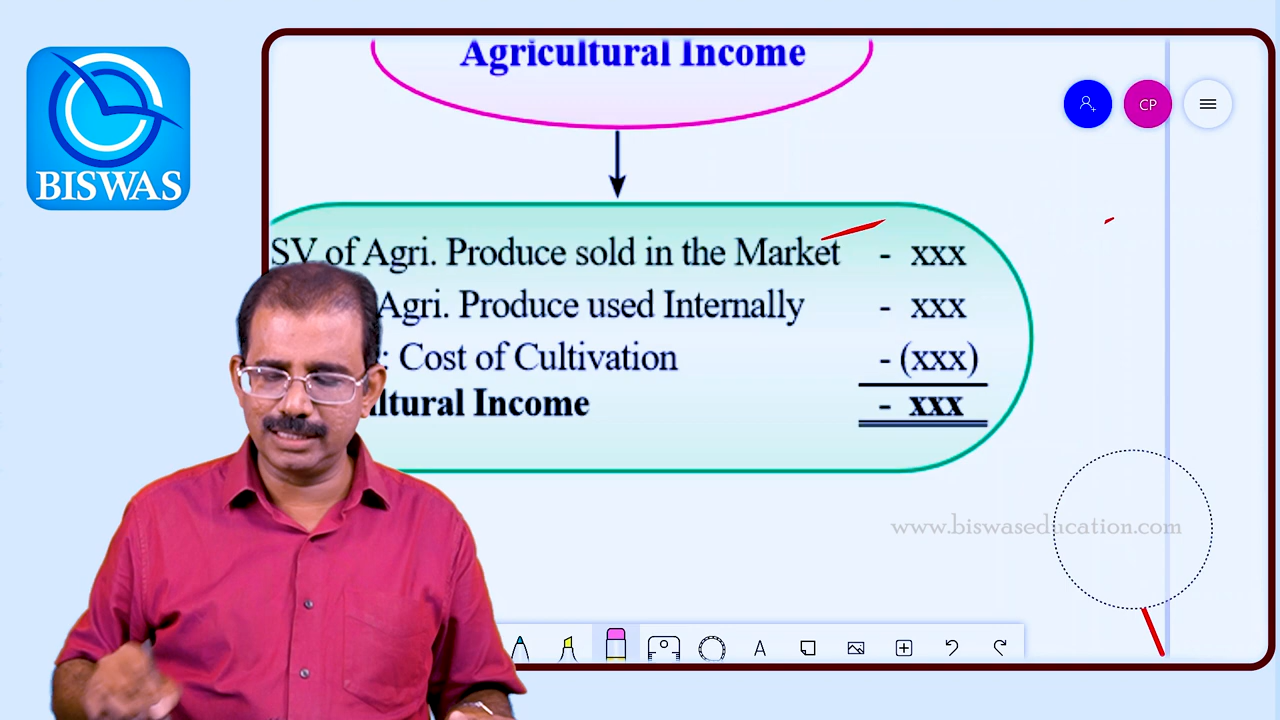 BISWAS
Agricultural Income
CP
SV of Agri. Produce sold in the Market - xxx
Agri. Produce used Internally - xxx
: Cost of Cultivation - (xxx)
ltural Income - xxx
www.biswaseducation.com